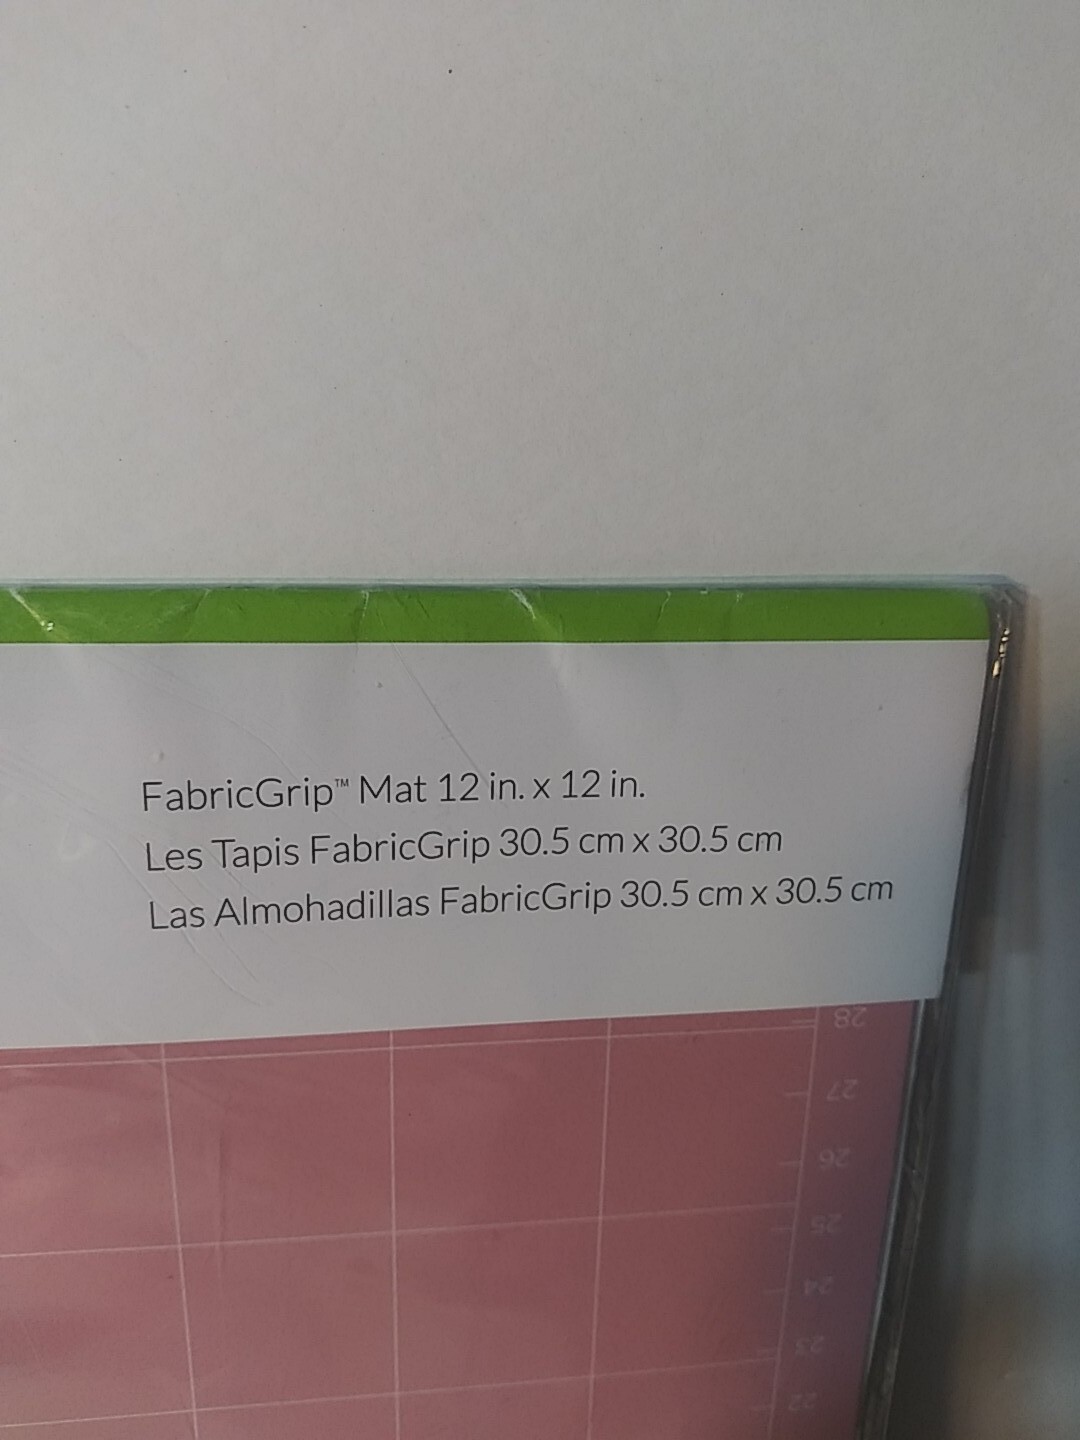 FabricGrip™ Mat 12 in. x 12 in.
Les Tapis FabricGrip 30.5 cm x 30.5 cm
Las Almohadillas FabricGrip 30.5 cm x 30.5 cm
28
27
26
25
24
23
22